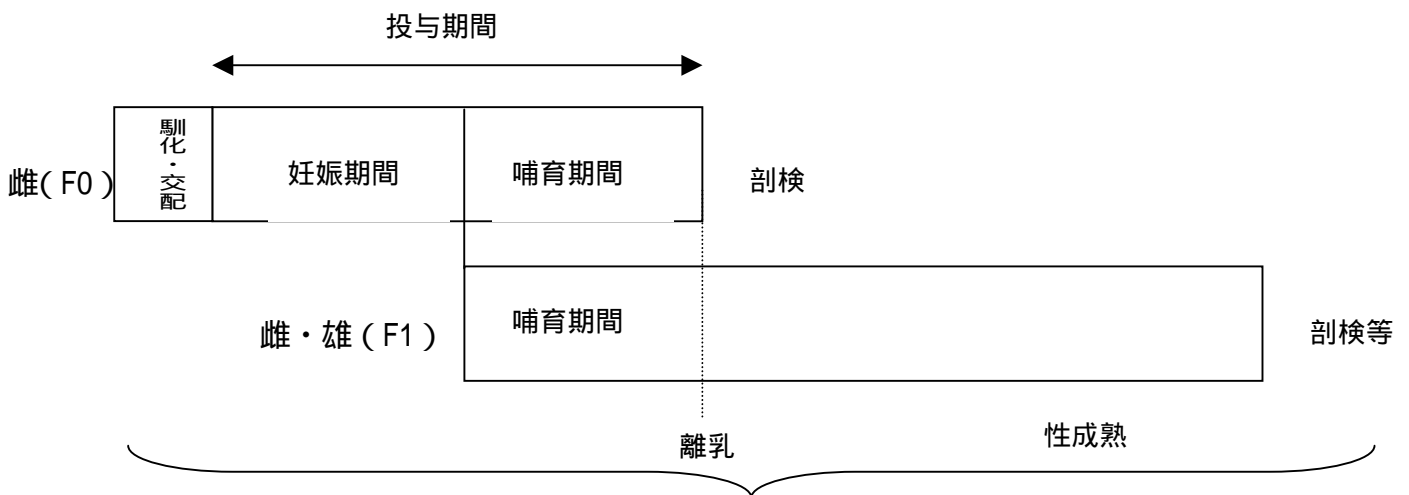 投与期間
馴化・交配
雌(F0)
妊娠期間
哺育期間
剖検
雌・雄(F1)
哺育期間
剖検等
離乳
性成熟